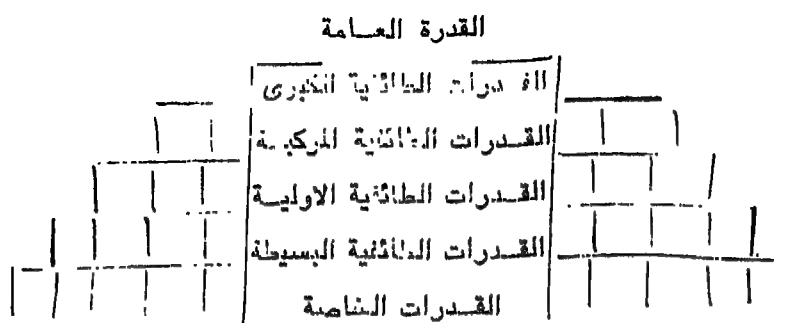 القدرة العامة
القدرات الطائفية الكبرى
القدرات الطائفية المركبة
القدرات الطائفية الاولية
القدرات الطائفية البسيطة
القدرات الخاصة